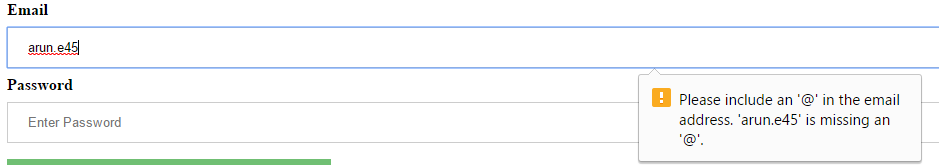 Email
arun.e45
Password
Enter Password
Please include an '@' in the email
address. 'arun.e45' is missing an
'@'.